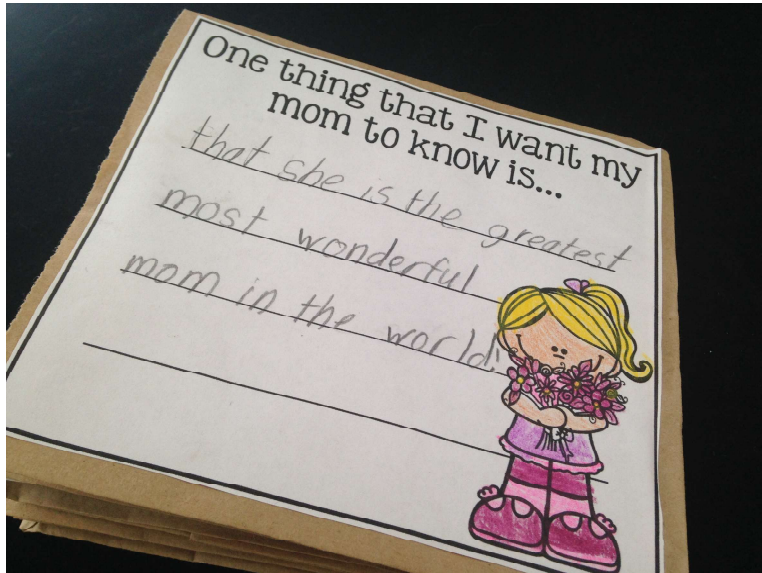 One thing that I want my
mom to know is...
that she is the greatest
most wonderful
mom in the world!